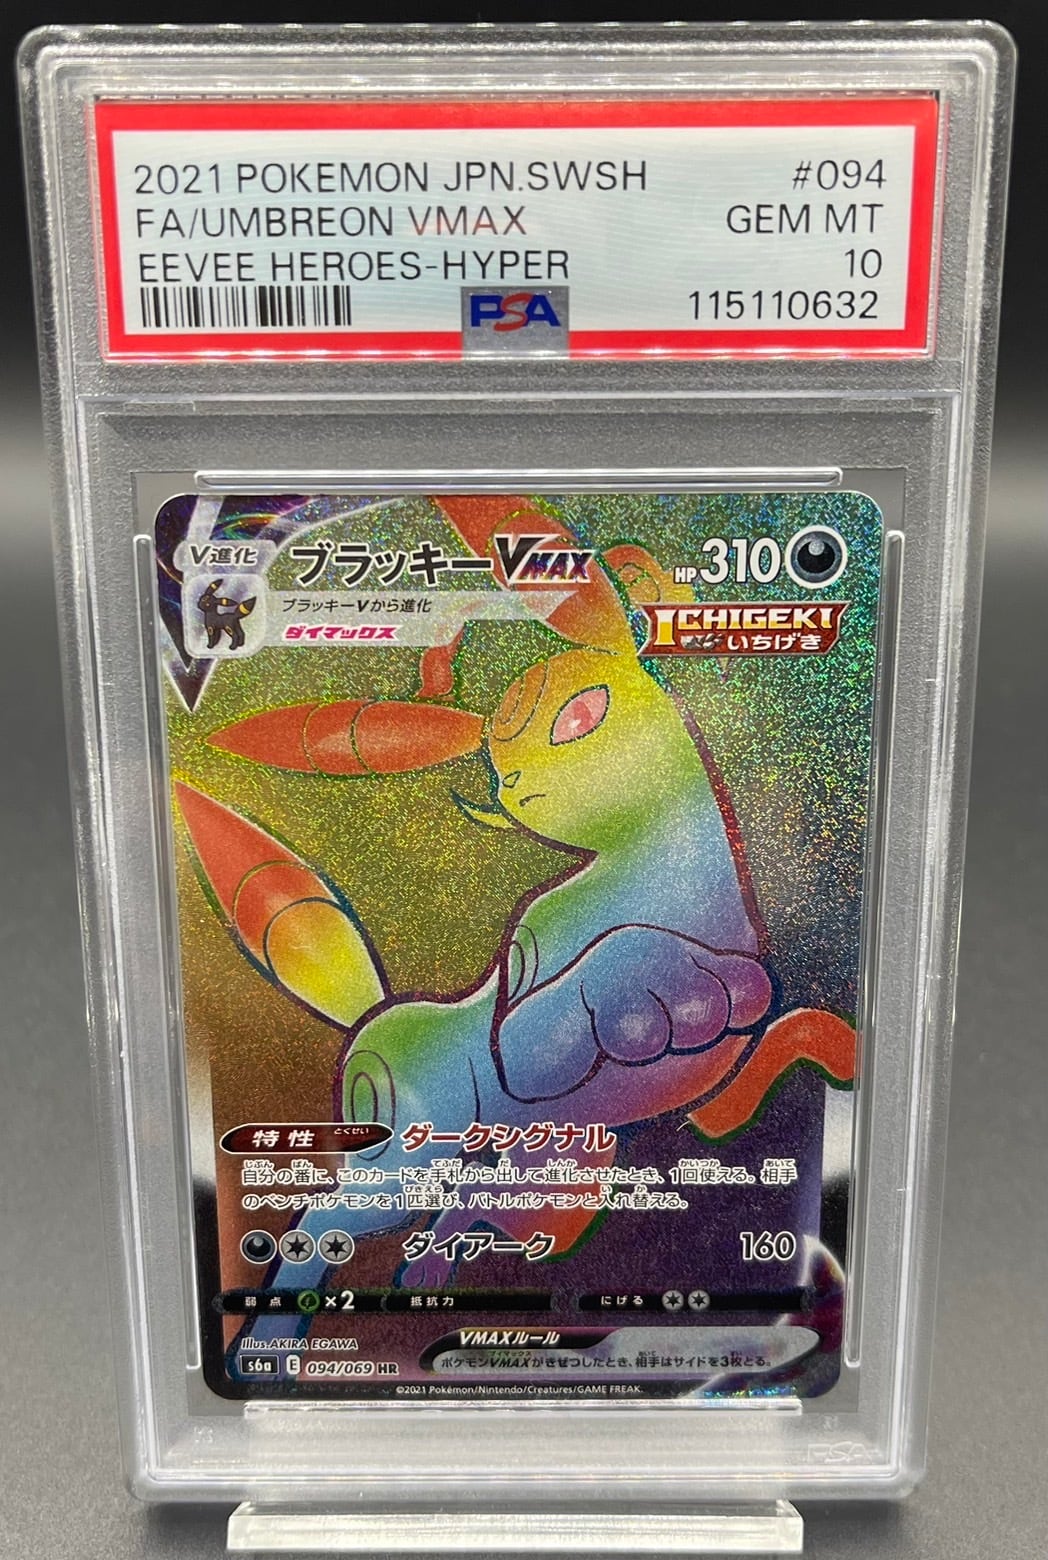 2021 POKEMON JPN.SWSH #094
FA/UMBREON VMAX GEM MT
EEVEE HEROES-HYPER 10
PSA 115110632
V進化 ブラッキーVMAX HP310
ブラッキーVから進化
ダイマックス
ICHIGEKI
いちげき
特性 とくせい ダークシグナル
自分の番に、このカードを手札から出して進化させたとき、1回使える。相手
のベンチポケモンを1匹選び、バトルポケモンと入れ替える。
ダイアーク 160
弱点 ×2 抵抗力 にげる
Illus. AKIRA EGAWA
VMAXルール
ポケモンVMAXがきぜつしたとき、相手はサイドを3枚とる。
s6a E 094/069 HR
©2021 Pokémon/Nintendo/Creatures/GAME FREAK.
PSA